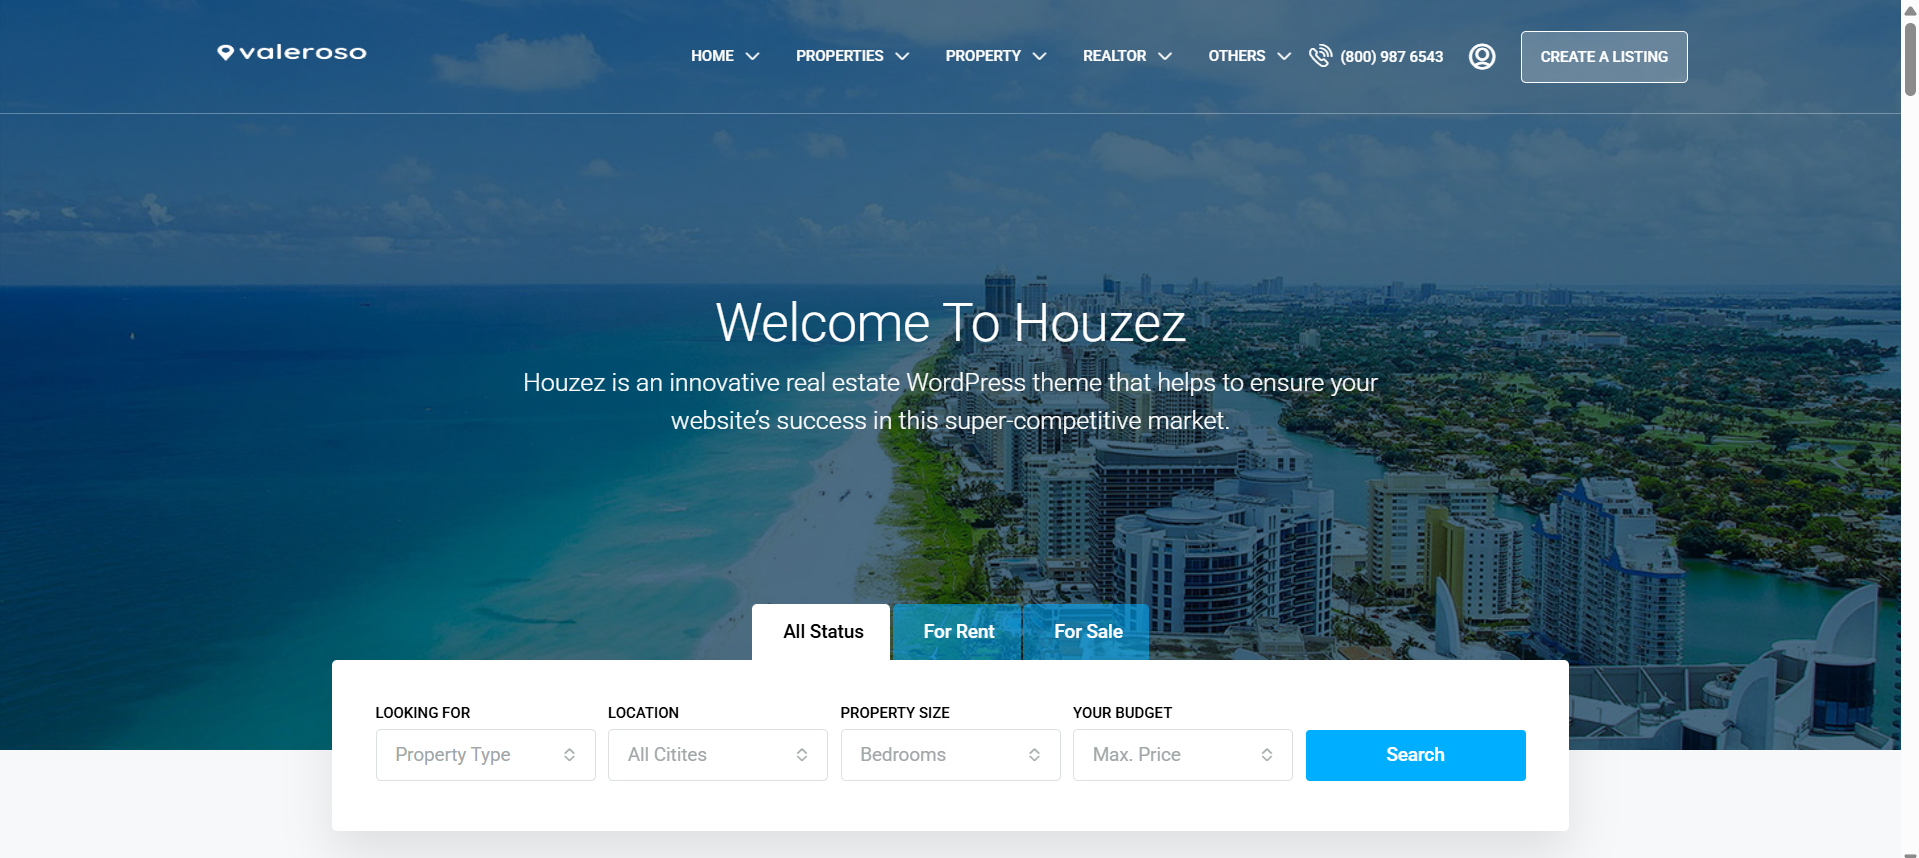 valeroso
HOME PROPERTIES PROPERTY REALTOR OTHERS (800) 987 6543 CREATE A LISTING
Welcome To Houzez
Houzez is an innovative real estate WordPress theme that helps to ensure your
website’s success in this super-competitive market.
All Status For Rent For Sale
LOOKING FOR LOCATION PROPERTY SIZE YOUR BUDGET
Property Type All Citites Bedrooms Max. Price Search